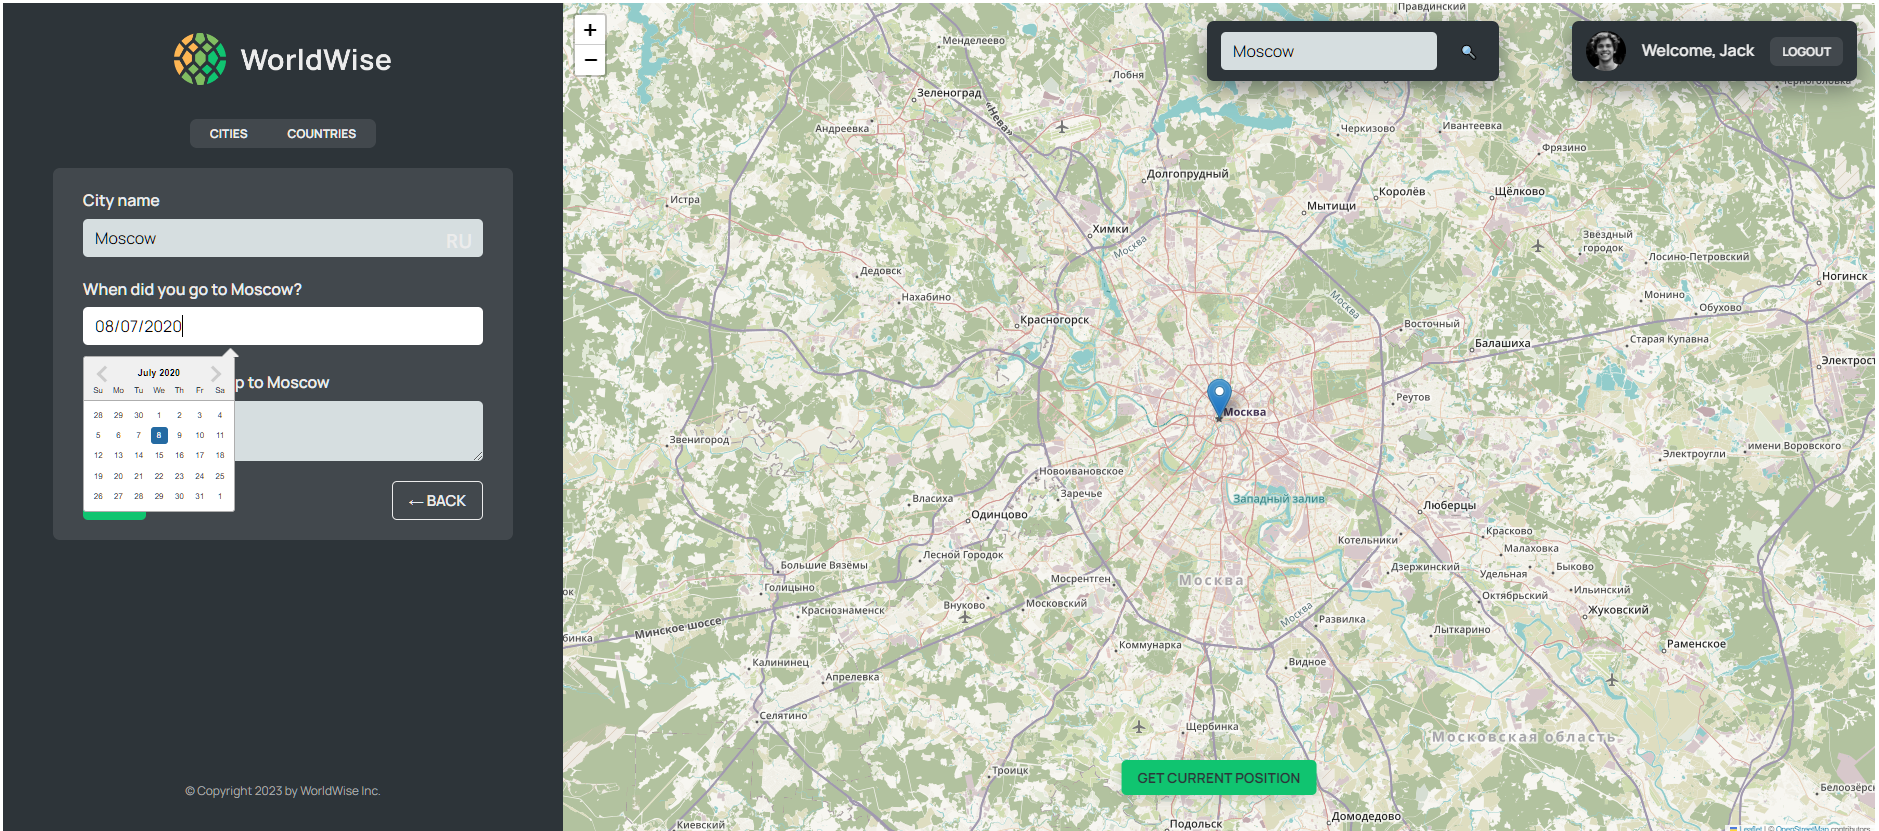 WorldWise
CITIES
COUNTRIES
City name
Moscow
RU
When did you go to Moscow?
08/07/2020
July 2020
Su Mo Tu We Th Fr Sa
28 29 30 1 2 3 4
5 6 7 8 9 10 11
12 13 14 15 16 17 18
19 20 21 22 23 24 25
26 27 28 29 30 31 1
p to Moscow
← BACK
© Copyright 2023 by WorldWise Inc.
+
−
Moscow
Welcome, Jack
LOGOUT
Правдинский
Менделеево
Лобня
Зеленоград
«Нева»
Андреевка
Черкизово
Ивантеевка
Фрязино
Долгопрудный
Королёв
Щёлково
Истра
Мытищи
Химки
Москва
Звёздный
городок
Лосино-Петровский
Дедовск
Ногинск
Нахабино
Москва
Монино
Обухово
Красногорск
Восточный
Балашиха
Старая Купавна
Электрост
Реутов
Москва
Звенигород
имени Воровского
Электроугли
Новоивановское
Заречье
Власиха
Западный залив
Люберцы
Одинцово
Красково
Котельники
Малаховка
Лесной Городок
Большие Вязёмы
Дзержинский
Удельная
Быково
Мосрентген
Москва
Голицыно
Ильинский
Октябрьский
Внуково
Московский
Краснознаменск
Жуковский
Москва
Развилка
Минское шоссе
Лыткарино
бинка
Коммунарка
Раменское
Калининец
Видное
Апрелевка
Селятино
Щербинка
Московская область
Троицк
GET CURRENT POSITION
Белоозёрск
Киевский
Подольск
Домодедово
Leaflet | © OpenStreetMap contributors